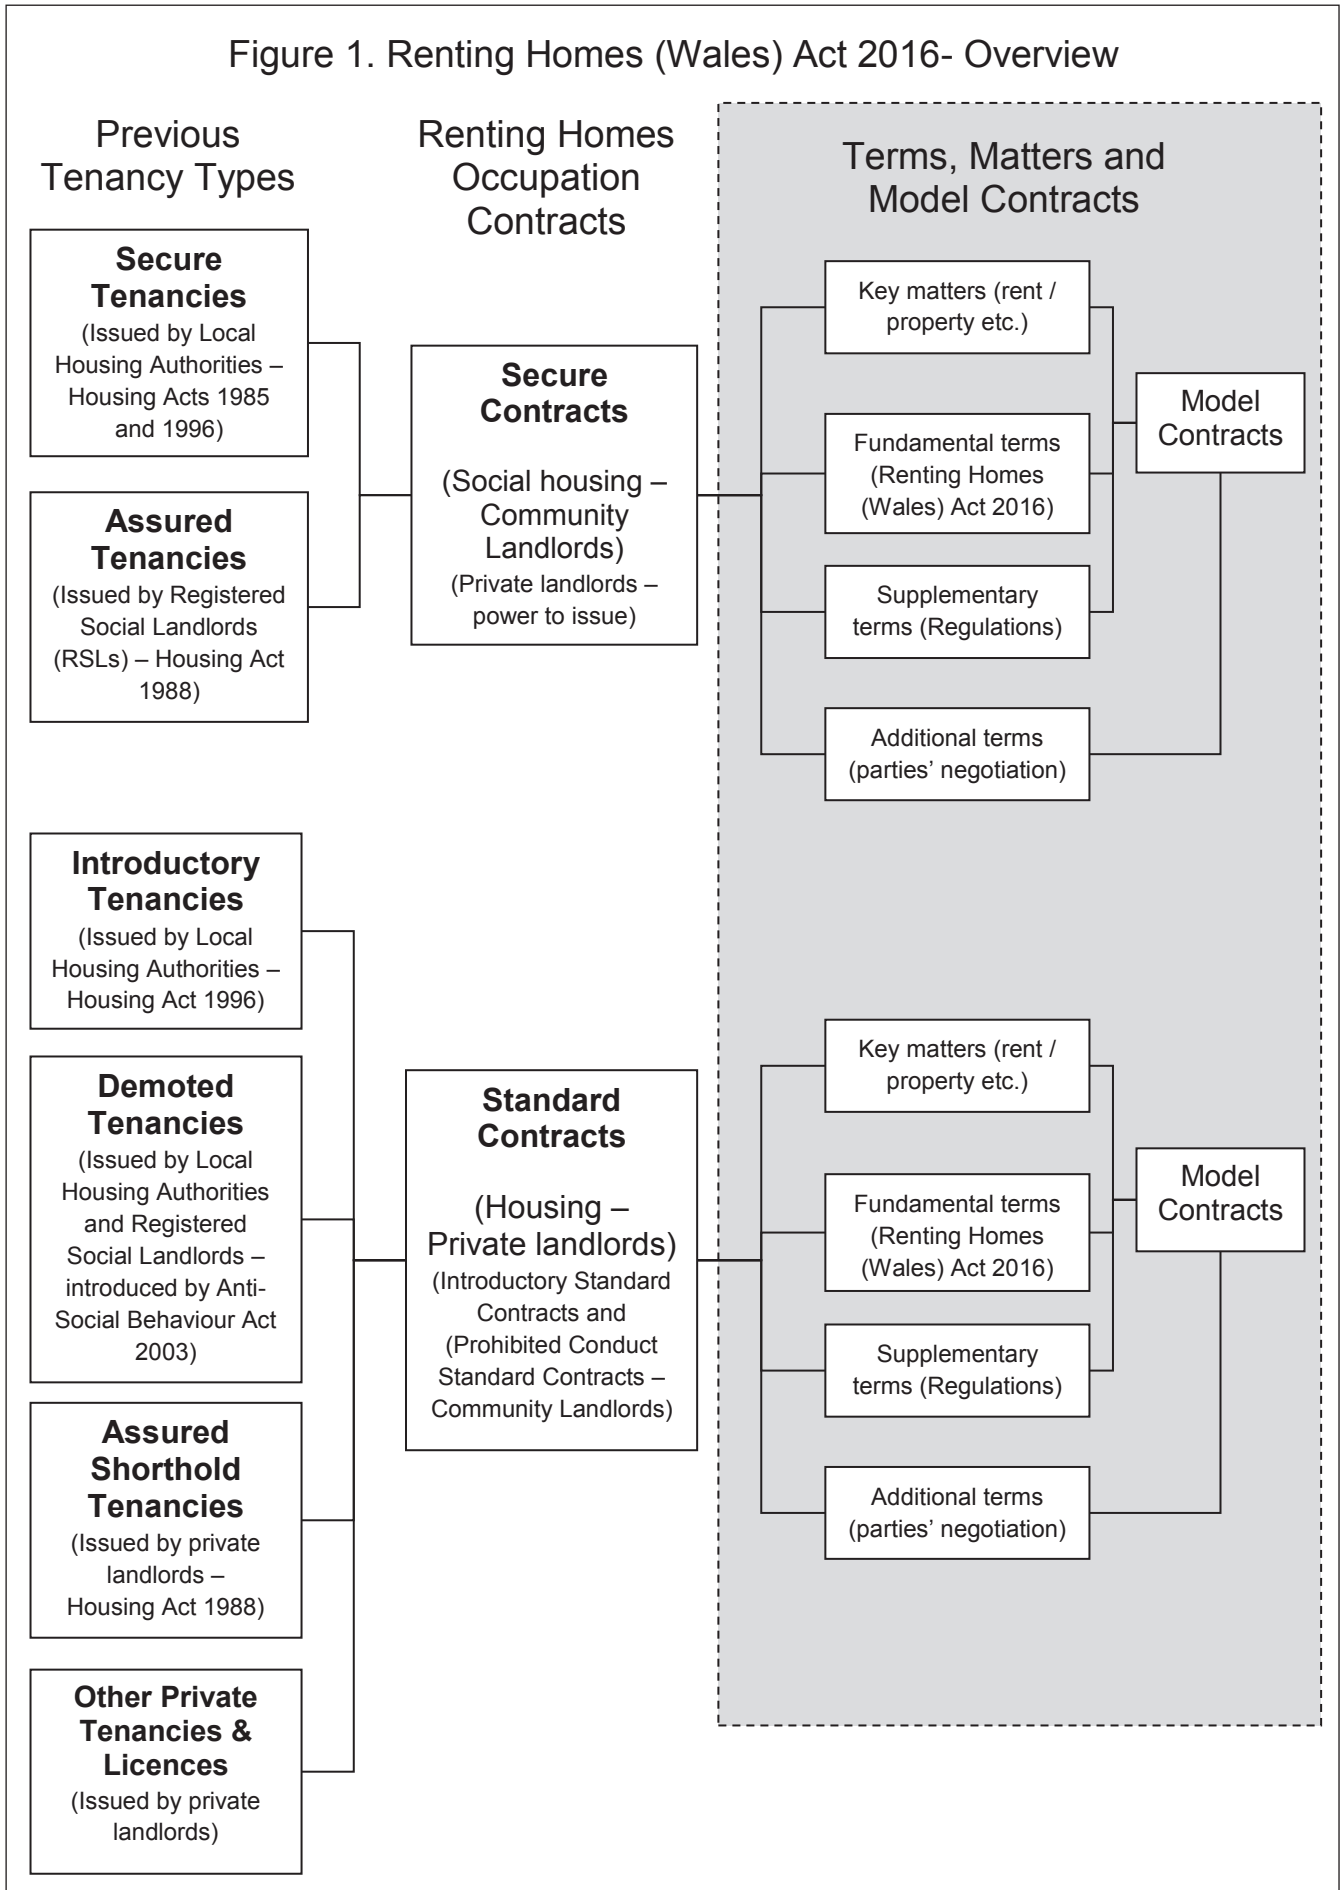 Figure 1. Renting Homes (Wales) Act 2016- Overview
Previous
Tenancy Types
Renting Homes
Occupation
Contracts
Terms, Matters and
Model Contracts
Secure
Tenancies
(Issued by Local
Housing Authorities –
Housing Acts 1985
and 1996)
Assured
Tenancies
(Issued by Registered
Social Landlords
(RSLs) – Housing Act
1988)
Secure
Contracts
(Social housing –
Community
Landlords)
(Private landlords –
power to issue)
Key matters (rent /
property etc.)
Fundamental terms
(Renting Homes
(Wales) Act 2016)
Supplementary
terms (Regulations)
Additional terms
(parties’ negotiation)
Model
Contracts
Introductory
Tenancies
(Issued by Local
Housing Authorities –
Housing Act 1996)
Demoted
Tenancies
(Issued by Local
Housing Authorities
and Registered
Social Landlords –
introduced by Anti-
Social Behaviour Act
2003)
Assured
Shorthold
Tenancies
(Issued by private
landlords –
Housing Act 1988)
Other Private
Tenancies &
Licences
(Issued by private
landlords)
Standard
Contracts
(Housing –
Private landlords)
(Introductory Standard
Contracts and
(Prohibited Conduct
Standard Contracts –
Community Landlords)
Key matters (rent /
property etc.)
Fundamental terms
(Renting Homes
(Wales) Act 2016)
Supplementary
terms (Regulations)
Additional terms
(parties’ negotiation)
Model
Contracts